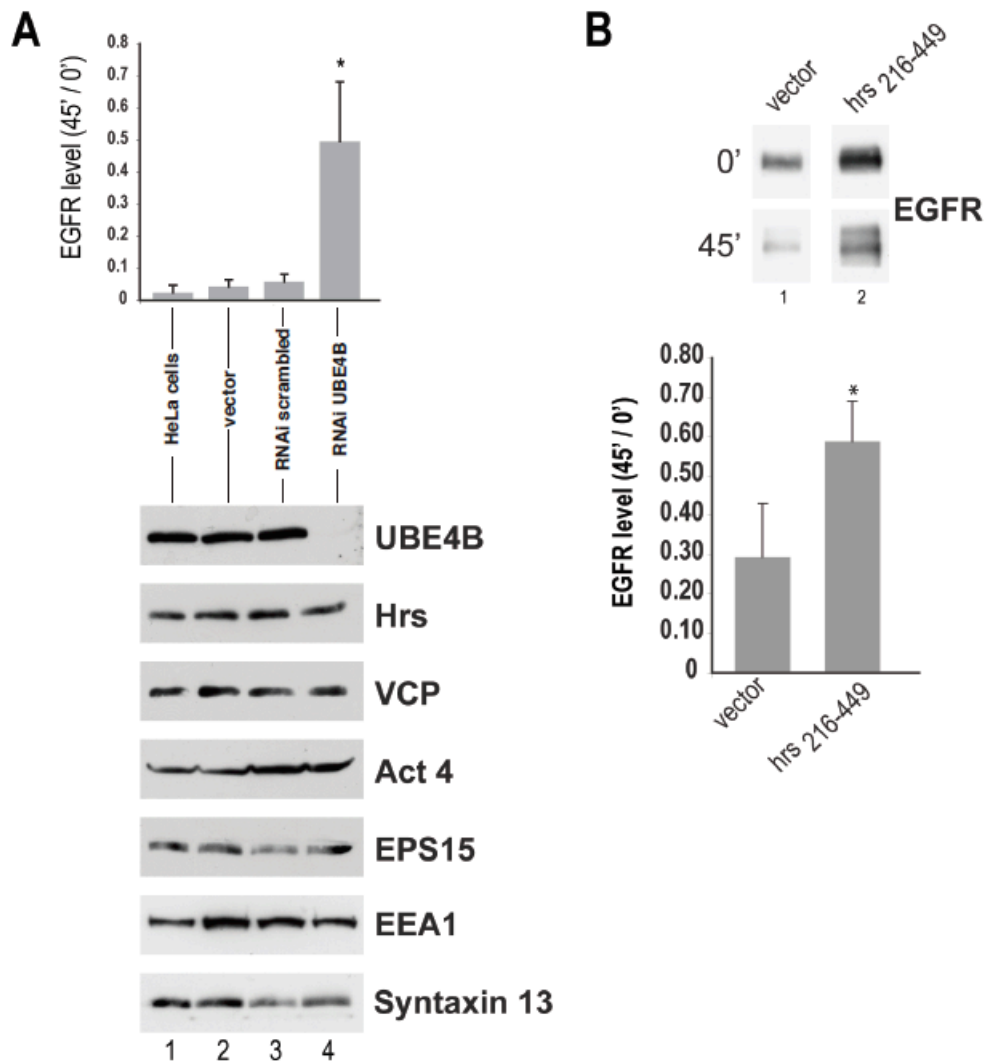 A
EGFR level (45' / 0')
0.8
0.7
0.6
0.5
0.4
0.3
0.2
0.1
0
*
HeLa cells
vector
RNAi scrambled
RNAi UBE4B
UBE4B
Hrs
VCP
Act 4
EPS15
EEA1
Syntaxin 13
1 2 3 4
B
vector
hrs 216-449
0'
45'
EGFR
1 2
EGFR level (45' / 0')
0.80
0.70
0.60
0.50
0.40
0.30
0.20
0.10
0
*
vector
hrs 216-449